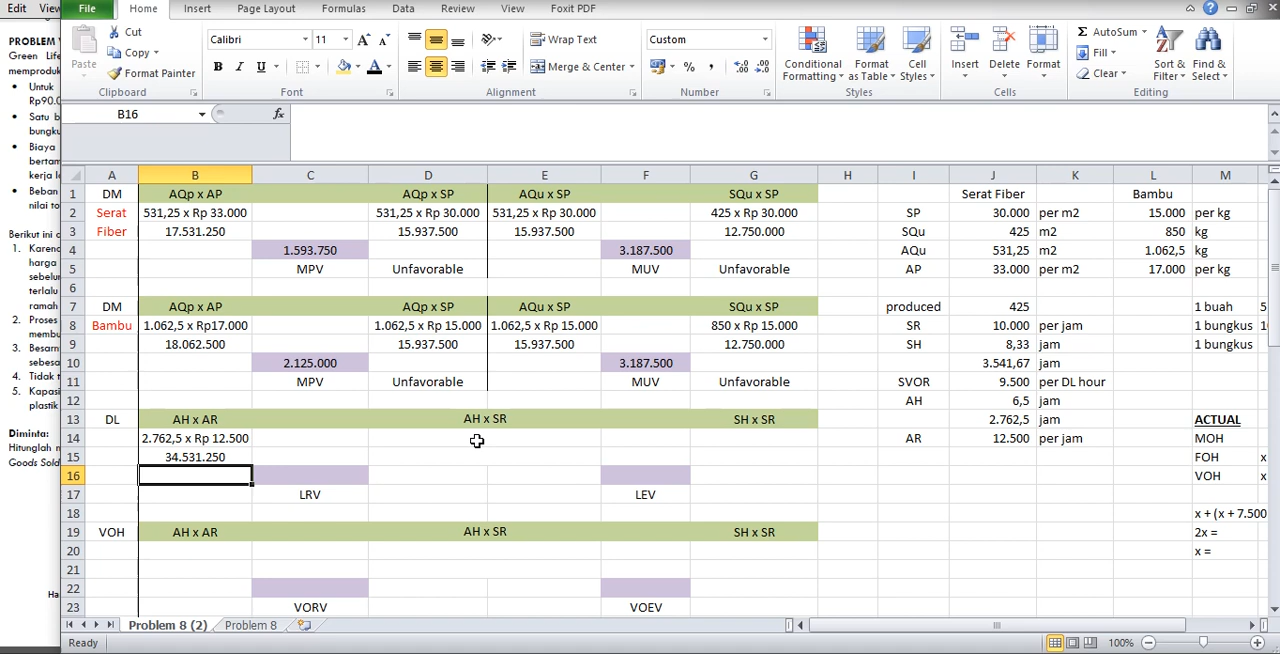 Edit View
File Home Insert Page Layout Formulas Data Review View Foxit PDF
Cut
Copy
Format Painter
Paste
Calibri 11
B I U
Wrap Text
Merge & Center
Custom
Conditional Formatting
Format as Table
Cell Styles
Insert Delete Format
AutoSum
Fill
Clear
Sort & Filter
Find & Select
Clipboard Font Alignment Number Styles Cells Editing
B16 fx
PROBLEM
Green Life
memproduk
Untuk
Rp90.0
Satu b
bungku
Biaya
bertam
kerja l
Beban
nilai to
Berikut ini
1. Karena
harga
sebelu
terlalu
ramah
2. Proses
membu
3. Besarn
sebesa
4. Tidak t
5. Kapasi
plastik
Diminta:
Hitunglah
Goods Sold
Ha
A B C D E F G H I J K L M
1 DM AQp x AP AQp x SP AQu x SP SQu x SP Serat Fiber Bambu
2 Serat 531,25 x Rp 33.000 531,25 x Rp 30.000 531,25 x Rp 30.000 425 x Rp 30.000 SP 30.000 per m2 15.000 per kg
3 Fiber 17.531.250 15.937.500 15.937.500 12.750.000 SQu 425 m2 850 kg
4 1.593.750 3.187.500 AQu 531,25 m2 1.062,5 kg
5 MPV Unfavorable MUV Unfavorable AP 33.000 per m2 17.000 per kg
6
7 DM AQp x AP AQp x SP AQu x SP SQu x SP produced 425 1 buah 5
8 Bambu 1.062,5 x Rp17.000 1.062,5 x Rp 15.000 1.062,5 x Rp 15.000 850 x Rp 15.000 SR 10.000 per jam 1 bungkus
9 18.062.500 15.937.500 15.937.500 12.750.000 SH 8,33 jam 1 bungkus
10 2.125.000 3.187.500 3.541,67 jam
11 MPV Unfavorable MUV Unfavorable SVOR 9.500 per DL hour
12 AH 6,5 jam
13 DL AH x AR AH x SR SH x SR 2.762,5 jam ACTUAL
14 2.762,5 x Rp 12.500 AR 12.500 per jam MOH
15 34.531.250 FOH x
16 VOH x
17 LRV LEV
18 x + (x + 7.500
19 VOH AH x AR AH x SR SH x SR 2x =
20 x =
21
22
23 VORV VOEV
Problem 8 (2) Problem 8
Ready 100%